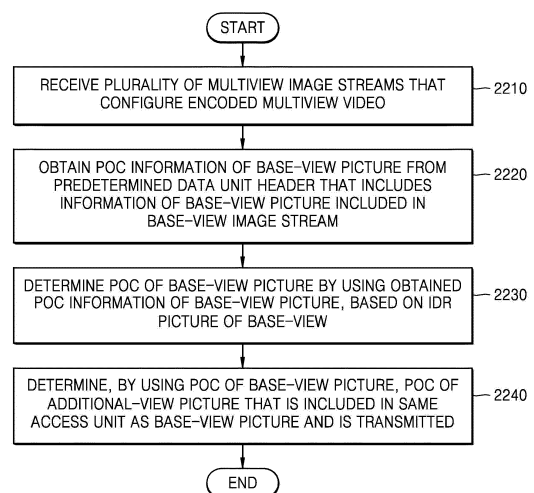 START
RECEIVE PLURALITY OF MULTIVIEW IMAGE STREAMS THAT
CONFIGURE ENCODED MULTIVIEW VIDEO
2210
OBTAIN POC INFORMATION OF BASE-VIEW PICTURE FROM
PREDETERMINED DATA UNIT HEADER THAT INCLUDES
INFORMATION OF BASE-VIEW PICTURE INCLUDED IN
BASE-VIEW IMAGE STREAM
2220
DETERMINE POC OF BASE-VIEW PICTURE BY USING OBTAINED
POC INFORMATION OF BASE-VIEW PICTURE, BASED ON IDR
PICTURE OF BASE-VIEW
2230
DETERMINE, BY USING POC OF BASE-VIEW PICTURE, POC OF
ADDITIONAL-VIEW PICTURE THAT IS INCLUDED IN SAME
ACCESS UNIT AS BASE-VIEW PICTURE AND IS TRANSMITTED
2240
END